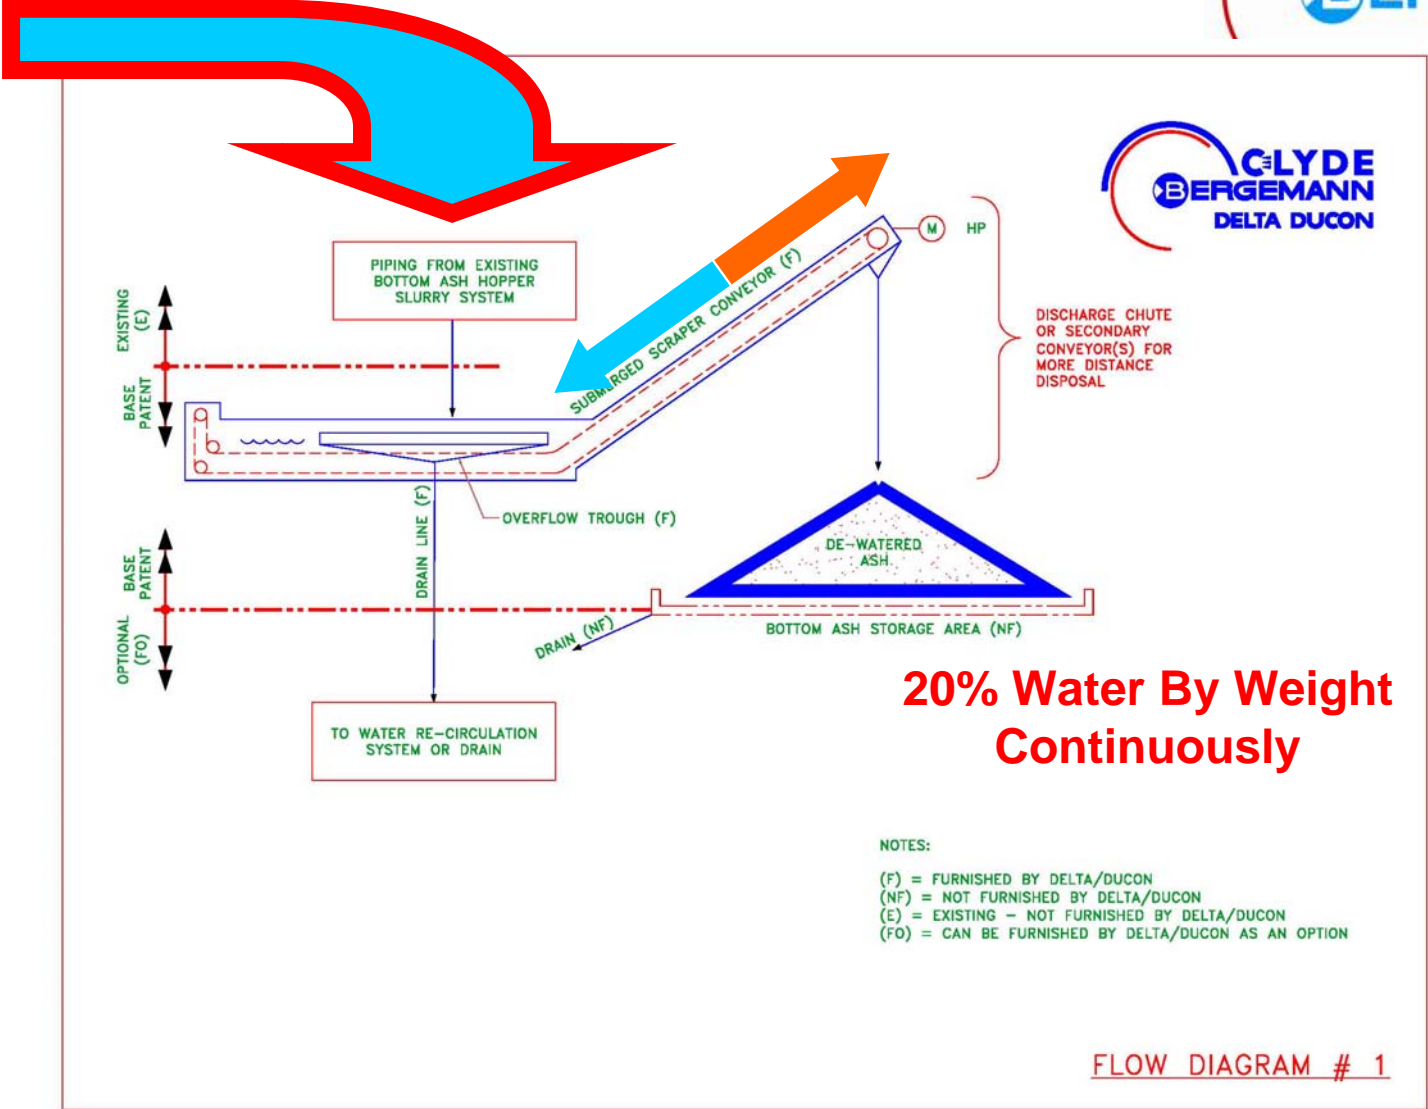 CLYDE
BERGEMANN
DELTA DUCON
PIPING FROM EXISTING
BOTTOM ASH HOPPER
SLURRY SYSTEM
EXISTING
(E)
BASE
PATENT
SUBMERGED SCRAPER CONVEYOR (F)
M HP
DISCHARGE CHUTE
OR SECONDARY
CONVEYOR(S) FOR
MORE DISTANCE
DISPOSAL
OVERFLOW TROUGH (F)
DRAIN LINE (F)
DE-WATERED
ASH
BASE
PATENT
OPTIONAL
(FO)
DRAIN (NF)
BOTTOM ASH STORAGE AREA (NF)
TO WATER RE-CIRCULATION
SYSTEM OR DRAIN
20% Water By Weight
Continuously
NOTES:
(F) = FURNISHED BY DELTA/DUCON
(NF) = NOT FURNISHED BY DELTA/DUCON
(E) = EXISTING - NOT FURNISHED BY DELTA/DUCON
(FO) = CAN BE FURNISHED BY DELTA/DUCON AS AN OPTION
FLOW DIAGRAM # 1